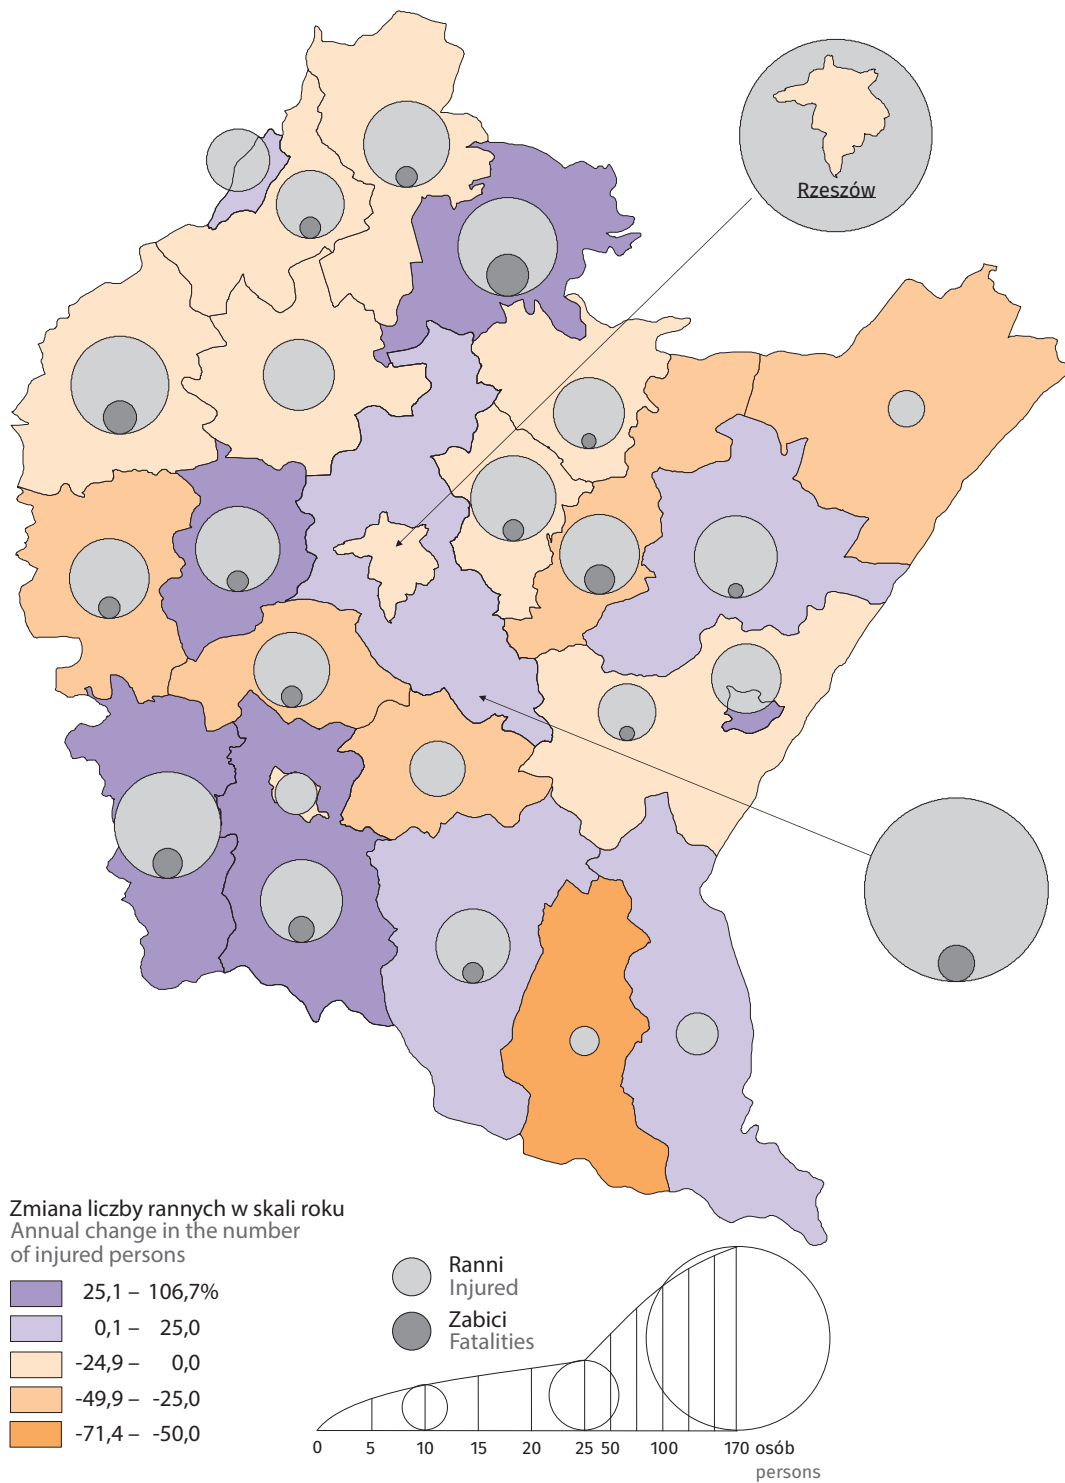 Rzeszów
Zmiana liczby rannych w skali roku
Annual change in the number
of injured persons
25,1 – 106,7%
0,1 – 25,0
-24,9 – 0,0
-49,9 – -25,0
-71,4 – -50,0
Ranni
Injured
Zabici
Fatalities
0 5 10 15 20 25 50 100 170 osób
persons